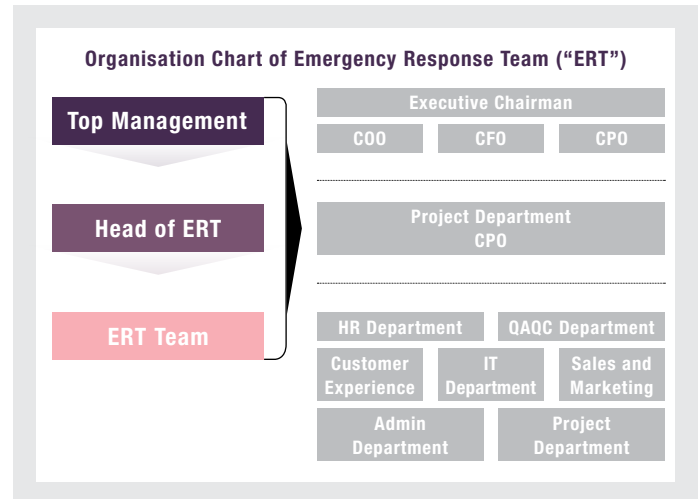 Organisation Chart of Emergency Response Team (“ERT”)
Top Management
Head of ERT
ERT Team
Executive Chairman
COO
CFO
CPO
Project Department
CPO
HR Department
QAQC Department
Customer
Experience
IT
Department
Sales and
Marketing
Admin
Department
Project
Department